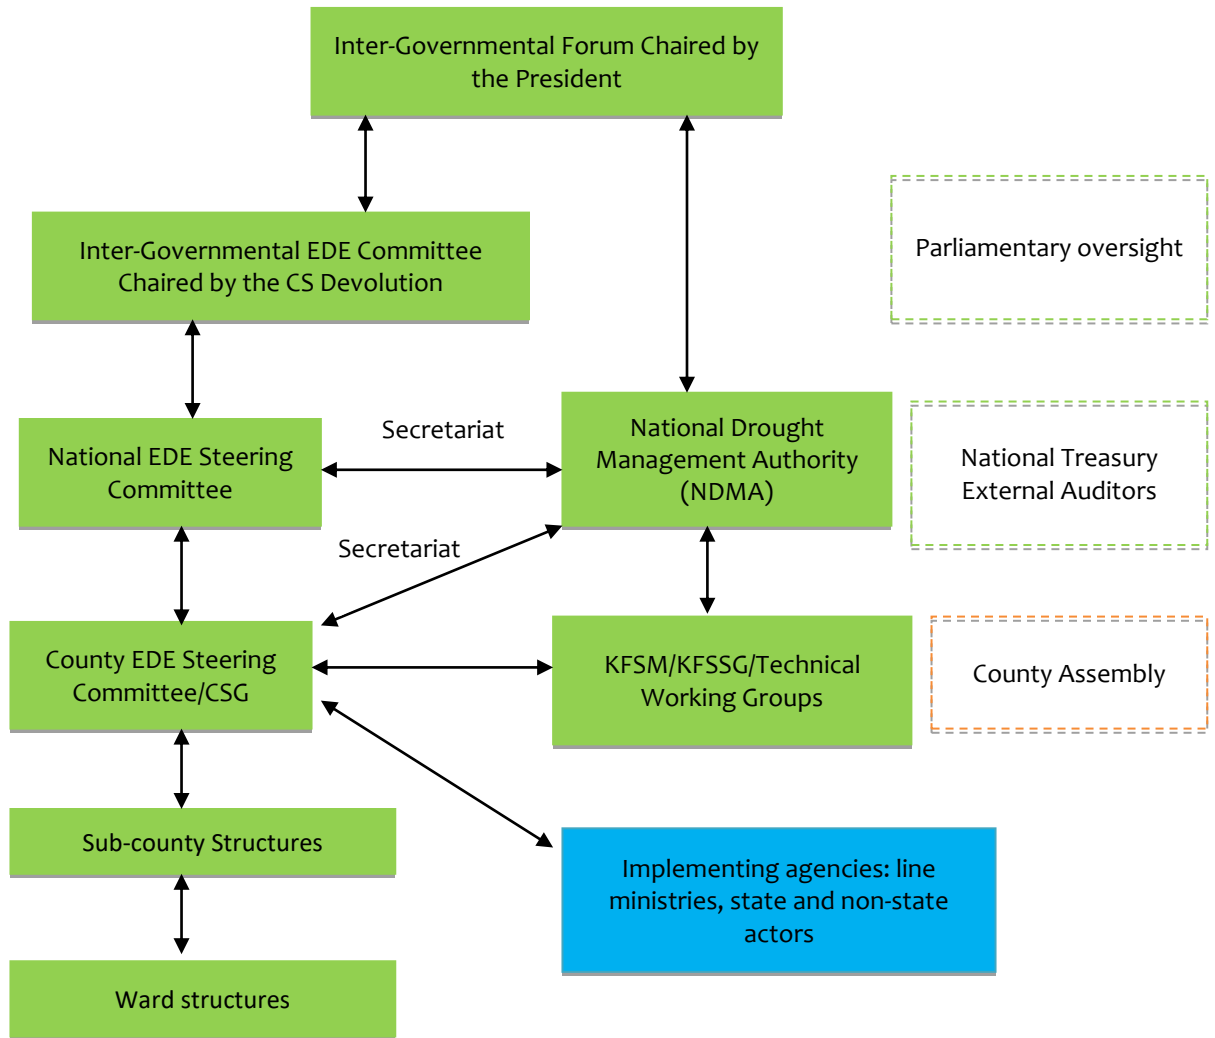 Inter-Governmental Forum Chaired by
the President
Inter-Governmental EDE Committee
Chaired by the CS Devolution
Parliamentary oversight
National EDE Steering
Committee
Secretariat
National Drought
Management Authority
(NDMA)
National Treasury
External Auditors
Secretariat
County EDE Steering
Committee/CSG
KFSM/KFSSG/Technical
Working Groups
County Assembly
Sub-county Structures
Implementing agencies: line
ministries, state and non-state
actors
Ward structures